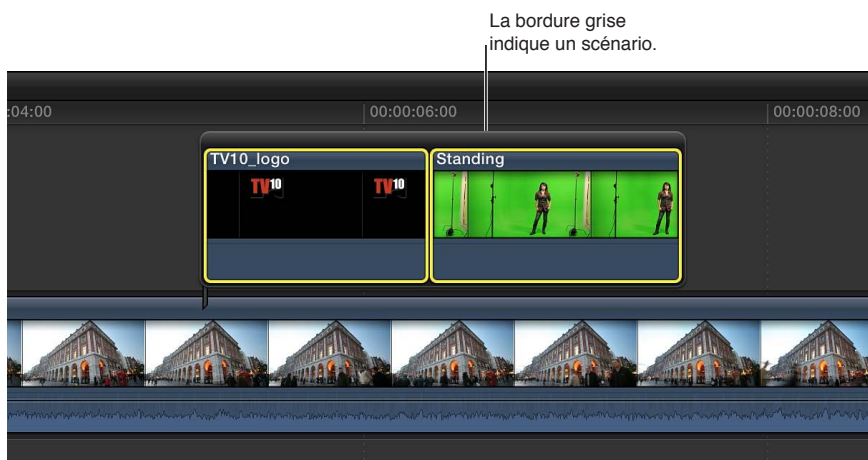 La bordure grise
indique un scénario.
:04:00
00:00:06:00
00:00:08:00
TV10_logo
Standing
TV10
TV10